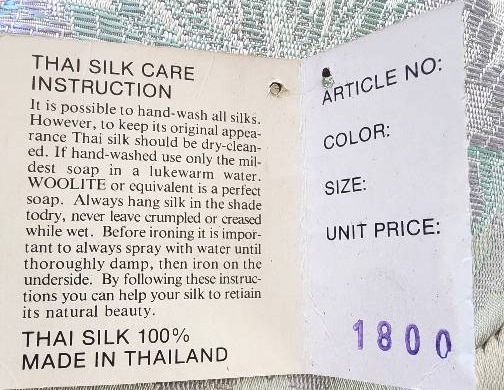 THAI SILK CARE
INSTRUCTION
It is possible to hand-wash all silks.
However, to keep its original appea-
rance Thai silk should be dry-clean-
ed. If hand-washed use only the mil-
dest soap in a lukewarm water.
WOOLITE or equivalent is a perfect
soap. Always hang silk in the shade
todry, never leave crumpled or creased
while wet. Before ironing it is impor-
tant to always spray with water until
thoroughly damp, then iron on the
underside. By following these instruc-
tions you can help your silk to retiain
its natural beauty.
THAI SILK 100%
MADE IN THAILAND
ARTICLE NO:
COLOR:
SIZE:
UNIT PRICE:
1800